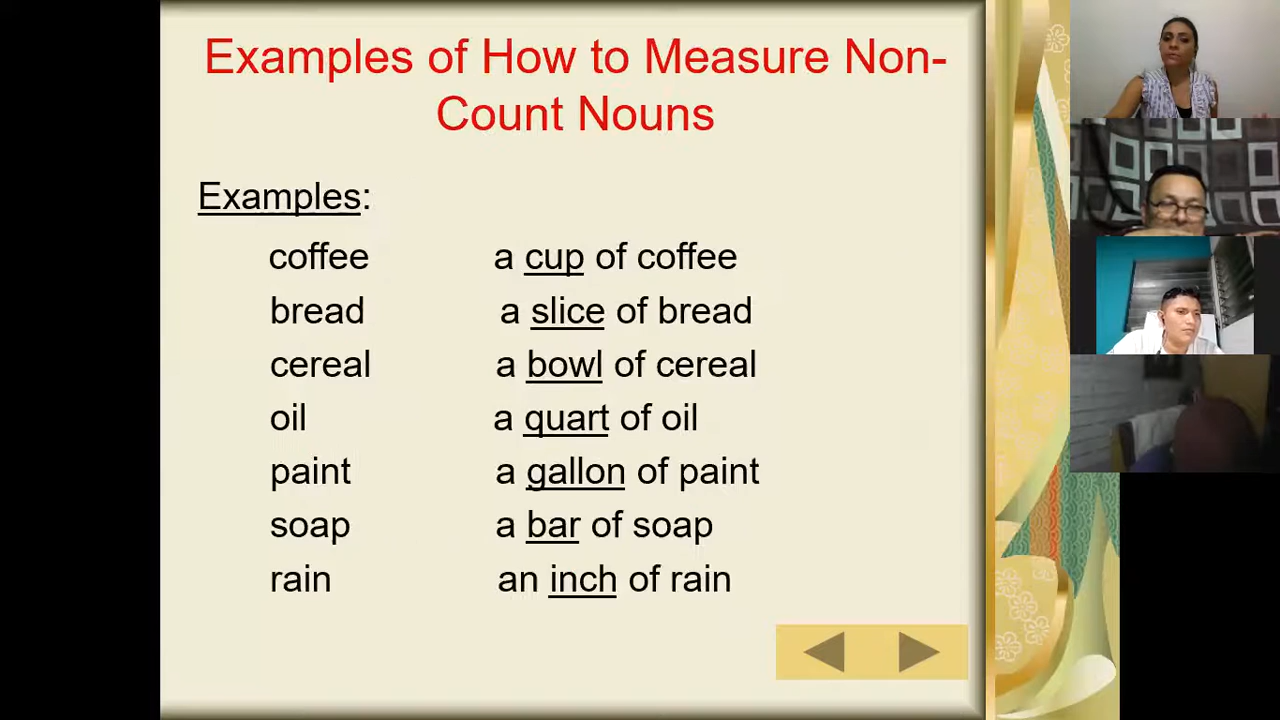 Examples of How to Measure Non-
Count Nouns
Examples:
coffee a cup of coffee
bread a slice of bread
cereal a bowl of cereal
oil a quart of oil
paint a gallon of paint
soap a bar of soap
rain an inch of rain